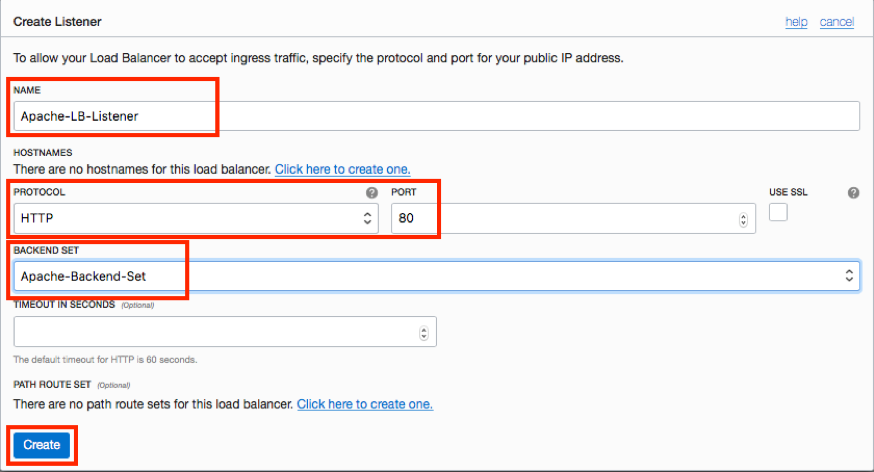 Create Listener help cancel
To allow your Load Balancer to accept ingress traffic, specify the protocol and port for your public IP address.
NAME
Apache-LB-Listener
HOSTNAMES
There are no hostnames for this load balancer. Click here to create one.
PROTOCOL ? PORT USE SSL ?
HTTP 80
BACKEND SET
Apache-Backend-Set
TIMEOUT IN SECONDS (Optional)
The default timeout for HTTP is 60 seconds.
PATH ROUTE SET (Optional)
There are no path route sets for this load balancer. Click here to create one.
Create